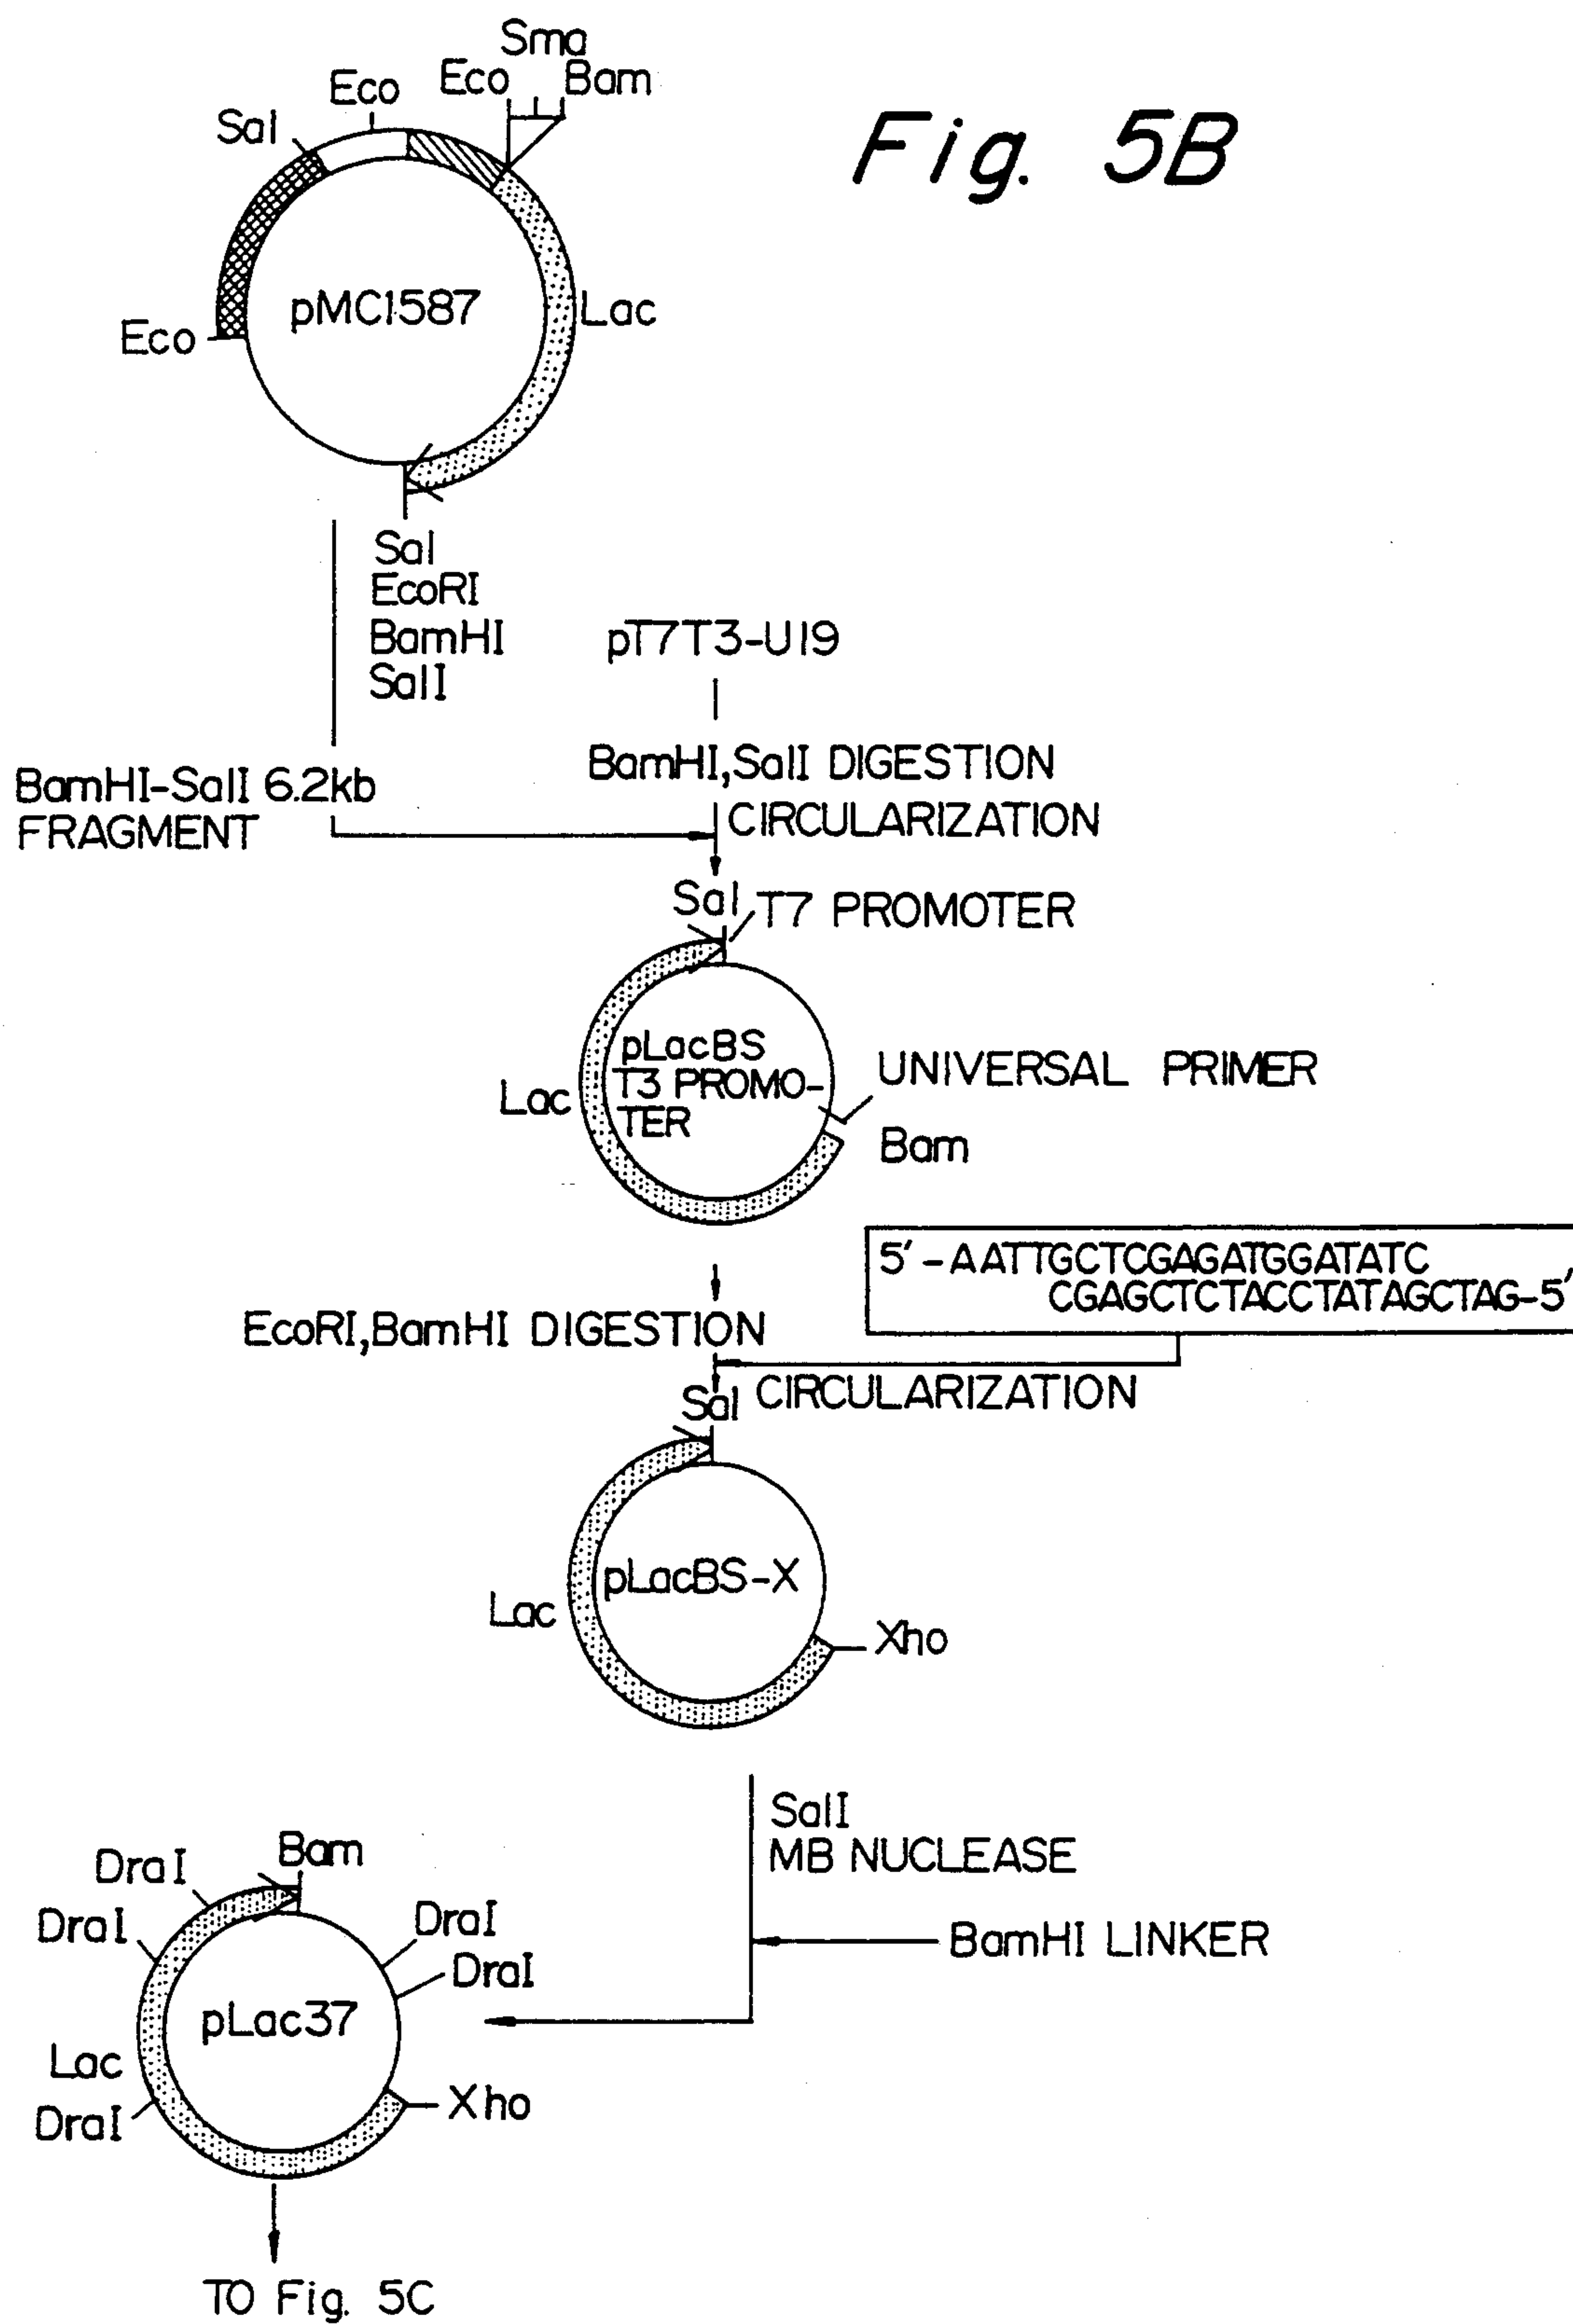 Fig. 5B
Sma
Eco Bam
Eco
Sal
pMC1587
Lac
Eco
Sal
EcoRI
BamHI
SalI
pT7T3-U19
BamHI,SalI DIGESTION
BamHI-SalI 6.2kb
FRAGMENT
CIRCULARIZATION
Sal
T7 PROMOTER
pLacBS
T3 PROMO-
TER
Lac
UNIVERSAL PRIMER
Bam
5'-AATTGCTCGAGATGGATATC
CGAGCTCTACCTATAGCTAG-5'
EcoRI,BamHI DIGESTION
CIRCULARIZATION
Sal
pLacBS-X
Lac
Xho
SalI
MB NUCLEASE
BamHI LINKER
Bam
DraI
DraI
DraI
DraI
pLac37
Lac
DraI
Xho
TO Fig. 5C